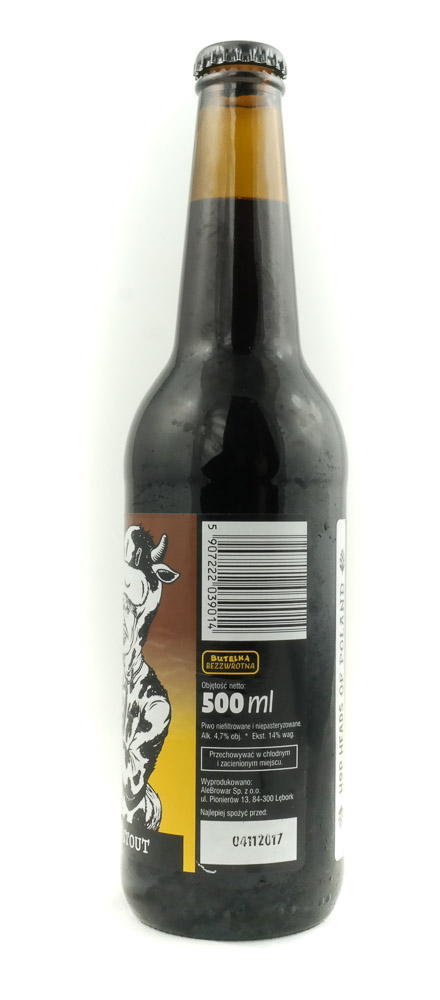 5 907222 039014
BUTELKA
BEZZWROTNA
Objętość netto:
500 ml
Piwo niefiltrowane i niepasteryzowane.
Alk. 4,7% obj. * Ekst. 14% wag.
Przechowywać w chłodnym
i zacienionym miejscu.
Wyprodukowano:
AleBrowar Sp. z o.o.
ul. Pionierów 13, 84-300 Lębork
Najlepiej spożyć przed:
04112017
STOUT
HOP HEADS OF POLAND